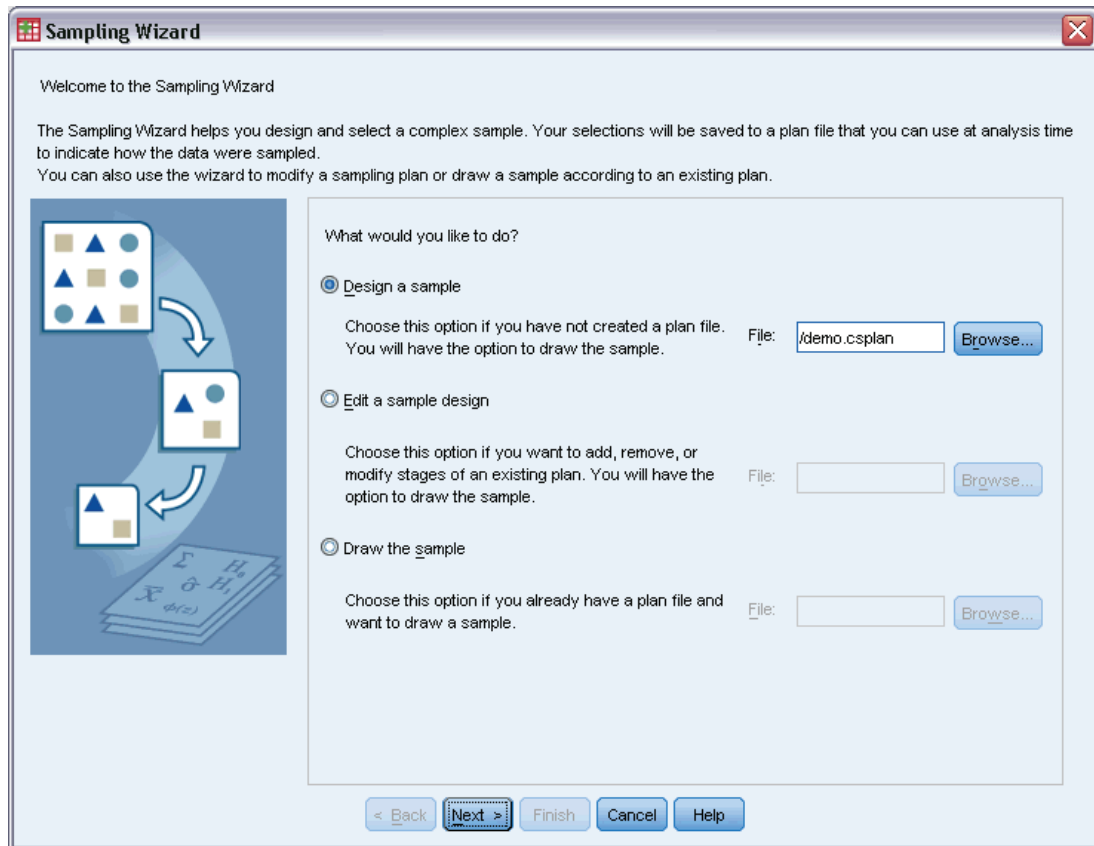 Sampling Wizard
Welcome to the Sampling Wizard
The Sampling Wizard helps you design and select a complex sample. Your selections will be saved to a plan file that you can use at analysis time
to indicate how the data were sampled.
You can also use the wizard to modify a sampling plan or draw a sample according to an existing plan.
What would you like to do?
Design a sample
Choose this option if you have not created a plan file.
You will have the option to draw the sample.
File: /demo.csplan Browse...
Edit a sample design
Choose this option if you want to add, remove, or
modify stages of an existing plan. You will have the
option to draw the sample.
File: Browse...
Draw the sample
Choose this option if you already have a plan file and
want to draw a sample.
File: Browse...
Σ H₀
x̄ σ̂ H₁
ϕ(z)
< Back Next > Finish Cancel Help